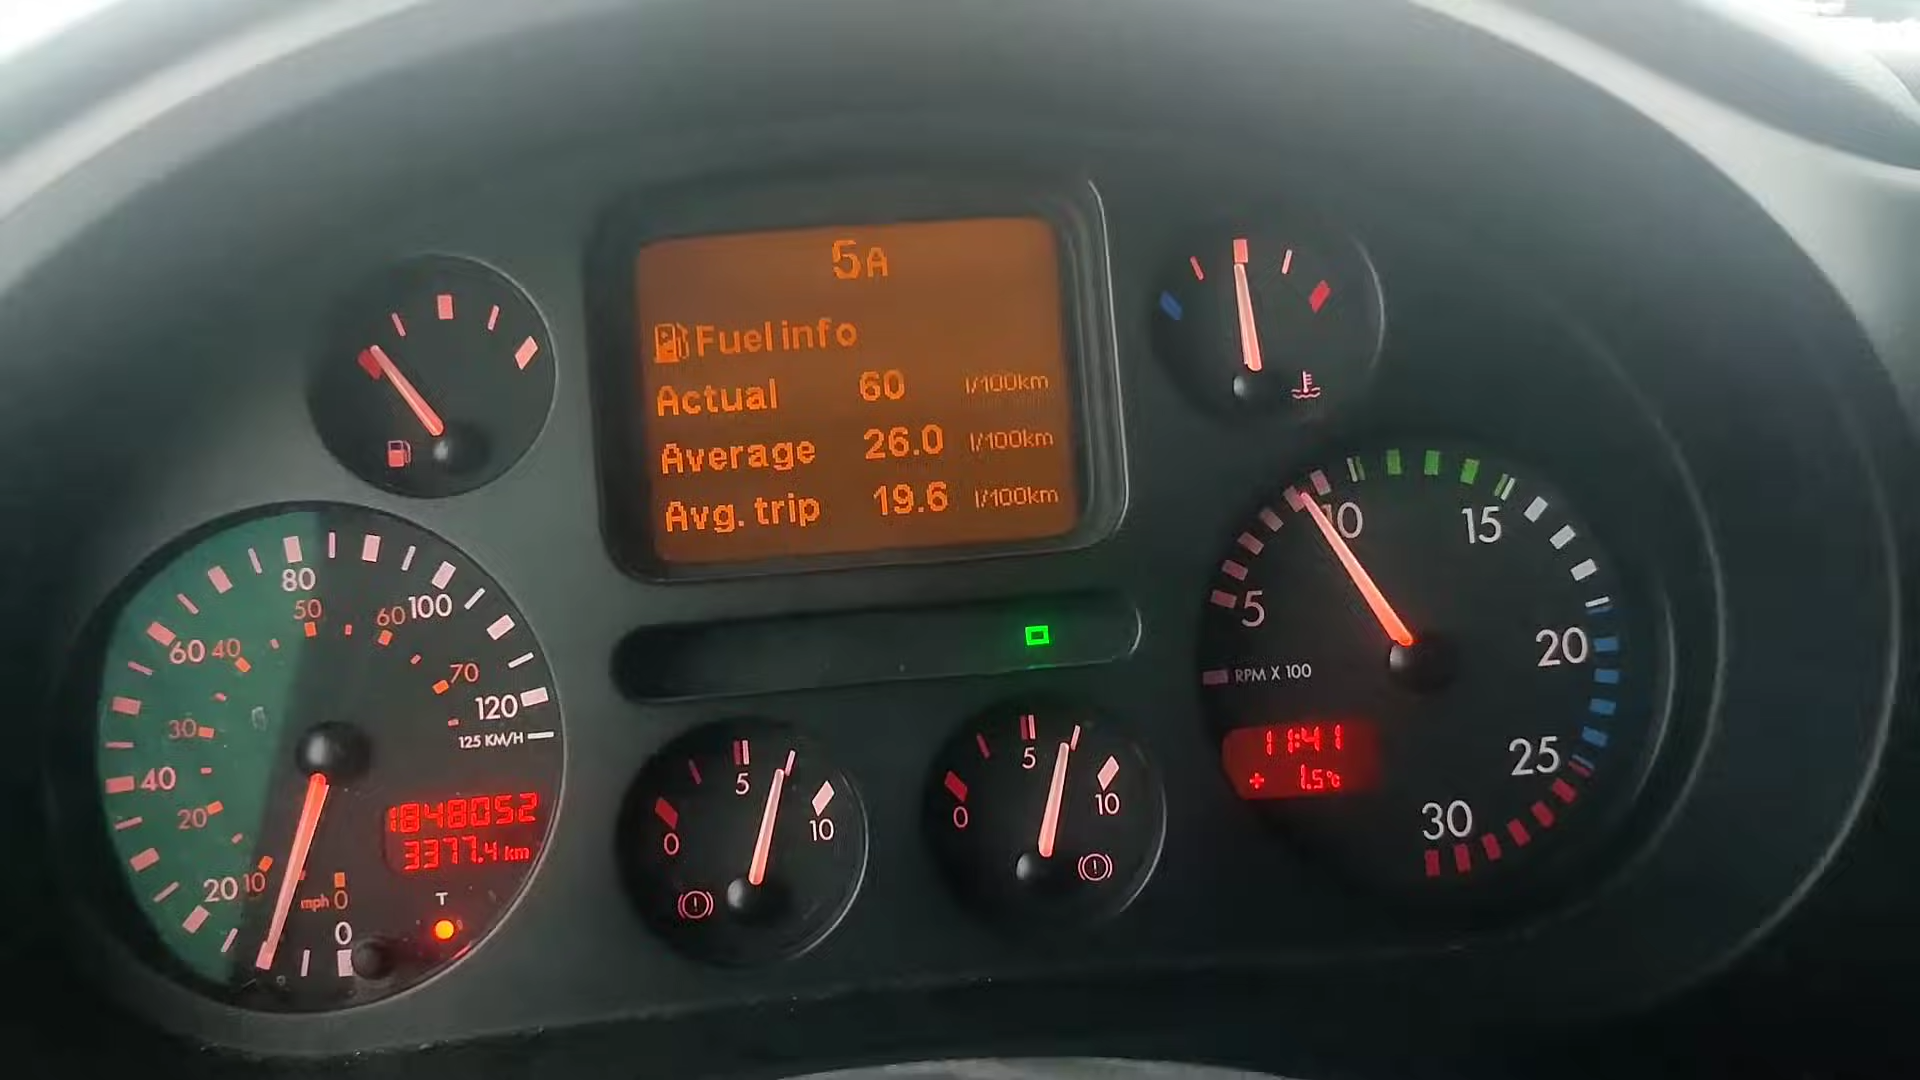 5A
Fuel info
Actual 60 l/100km
Average 26.0 l/100km
Avg. trip 19.6 l/100km
80
50
60 100
60 40
70
120
30
125 KM/H
40
20
1848052
3377.4 km
20 10
mph 0
T
0
5
0
10
5
0
10
10
15
5
20
RPM X 100
11:41
+ 1.5°C
25
30